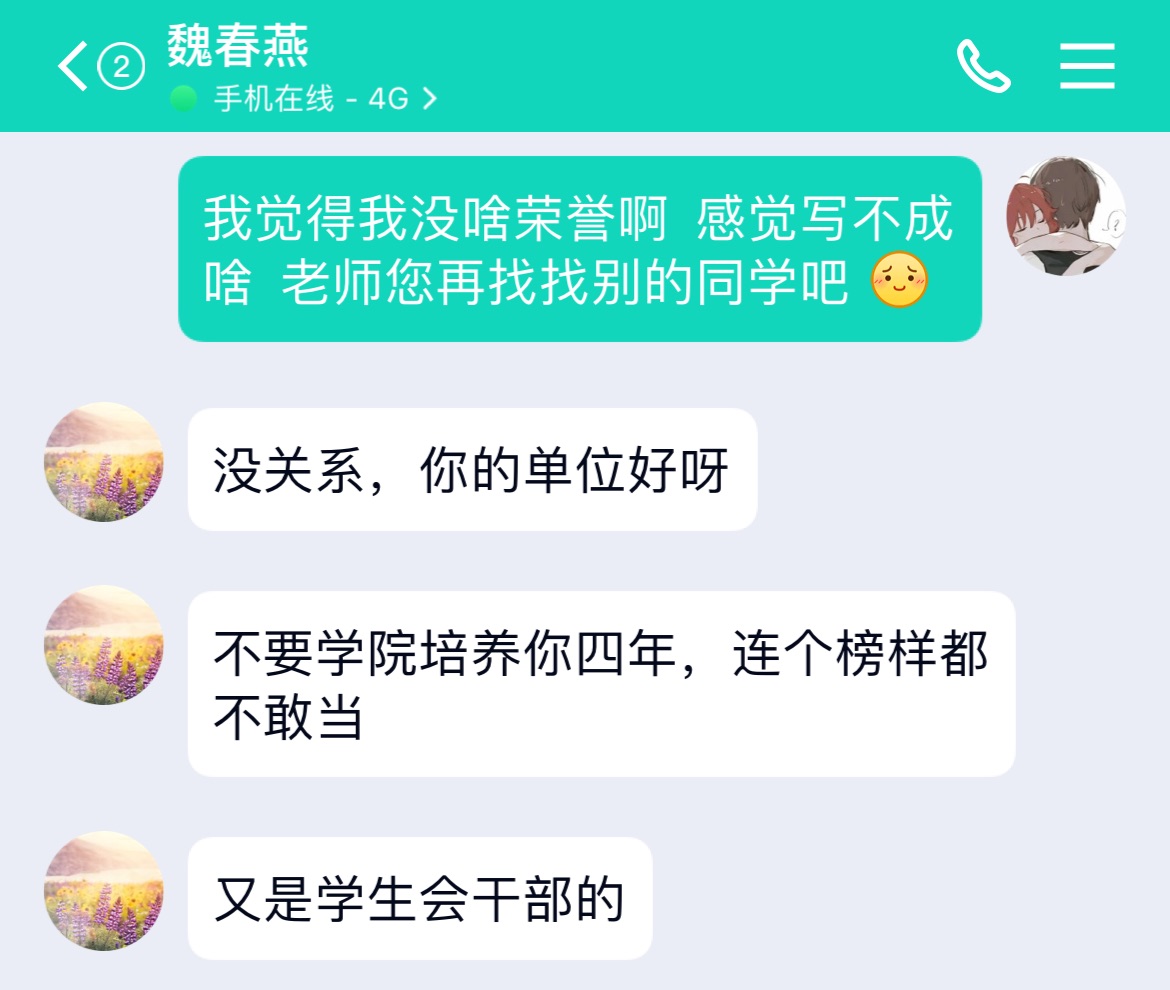 2
魏春燕
手机在线 - 4G
我觉得我没啥荣誉啊 感觉写不成
啥 老师您再找找别的同学吧
没关系，你的单位好呀
不要学院培养你四年，连个榜样都
不敢当
又是学生会干部的